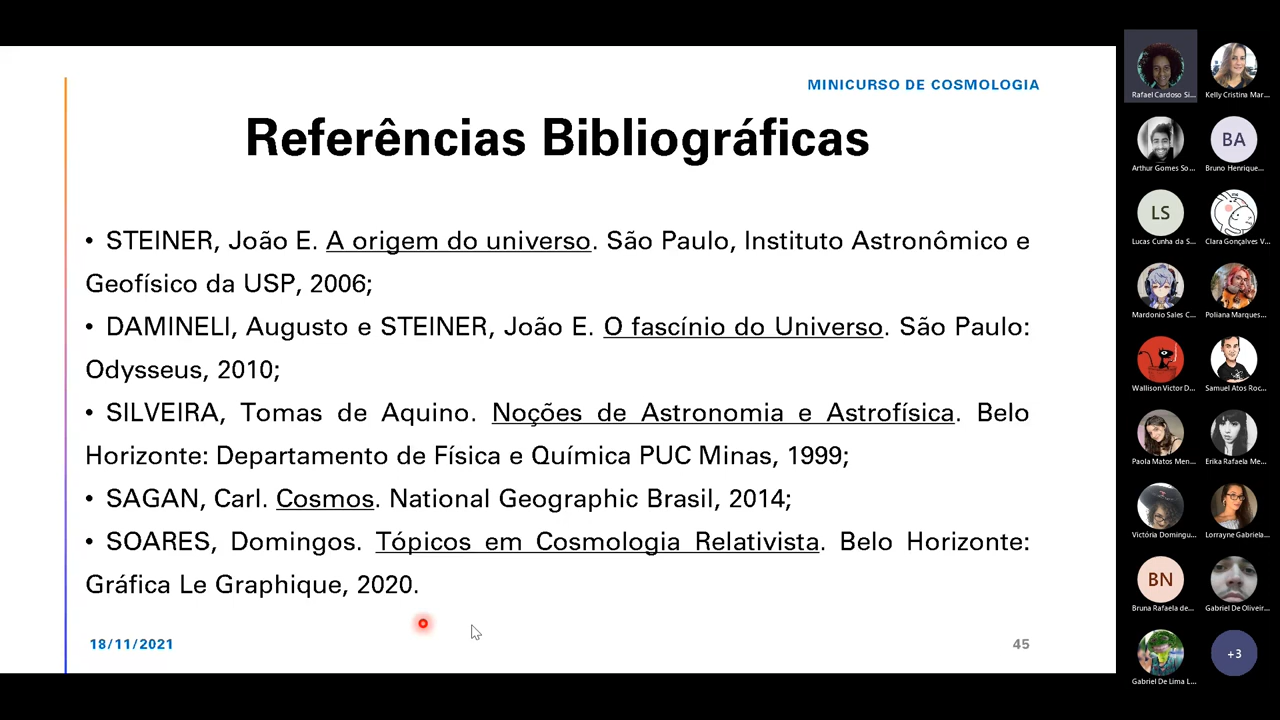 MINICURSO DE COSMOLOGIA
Referências Bibliográficas
• STEINER, João E. A origem do universo. São Paulo, Instituto Astronômico e
Geofísico da USP, 2006;
• DAMINELI, Augusto e STEINER, João E. O fascínio do Universo. São Paulo:
Odysseus, 2010;
• SILVEIRA, Tomas de Aquino. Noções de Astronomia e Astrofísica. Belo
Horizonte: Departamento de Física e Química PUC Minas, 1999;
• SAGAN, Carl. Cosmos. National Geographic Brasil, 2014;
• SOARES, Domingos. Tópicos em Cosmologia Relativista. Belo Horizonte:
Gráfica Le Graphique, 2020.
18/11/2021
45
Rafael Cardoso Si...
Kelly Cristina Mar...
Arthur Gomes So...
BA
Bruno Henrique...
LS
Lucas Cunha da S...
Clara Gonçalves V...
Mardonio Sales C...
Poliana Marques...
Wallison Victor D...
Samuel Atos Roc...
Paola Matos Men...
Erika Rafaela Me...
Victória Domingu...
Lorrayne Gabriela...
BN
Bruna Rafaela de...
Gabriel De Oliveir...
Gabriel De Lima L...
+3